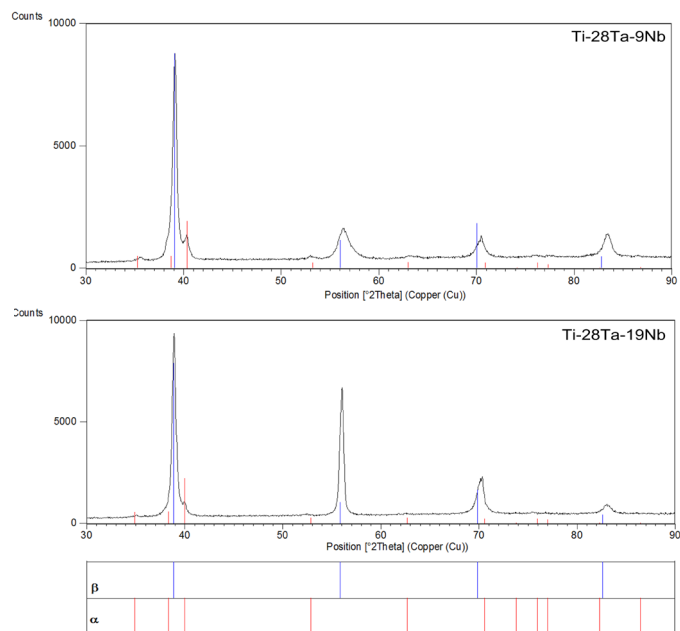 Counts
10000
Ti-28Ta-9Nb
5000
0
30 40 50 60 70 80 90
Position [°2Theta] (Copper (Cu))
Counts
10000
Ti-28Ta-19Nb
5000
0
30 40 50 60 70 80 90
Position [°2Theta] (Copper (Cu))
β
α